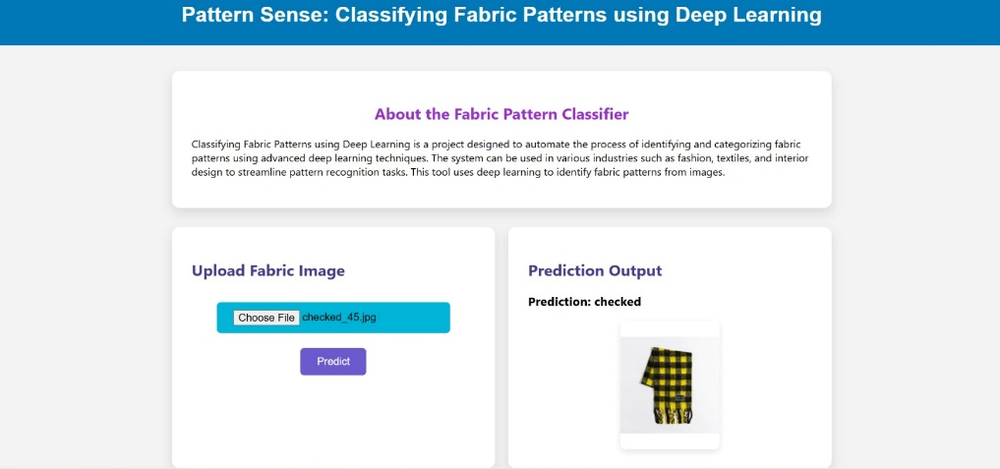 Pattern Sense: Classifying Fabric Patterns using Deep Learning
About the Fabric Pattern Classifier
Classifying Fabric Patterns using Deep Learning is a project designed to automate the process of identifying and categorizing fabric
patterns using advanced deep learning techniques. The system can be used in various industries such as fashion, textiles, and interior
design to streamline pattern recognition tasks. This tool uses deep learning to identify fabric patterns from images.
Upload Fabric Image
Choose File checked_45.jpg
Predict
Prediction Output
Prediction: checked